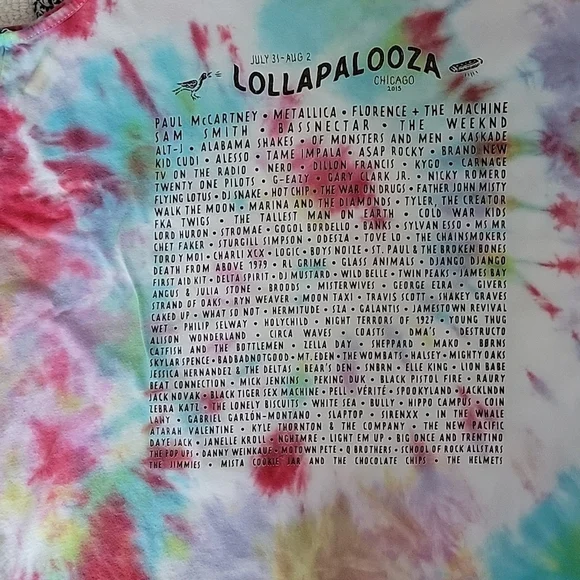 JULY 31-AUG 2
LOLLAPALOOZA
CHICAGO
2015
PAUL McCARTNEY • METALLICA • FLORENCE + THE MACHINE
SAM SMITH • BASSNECTAR • THE WEEKND
ALT-J • ALABAMA SHAKES • OF MONSTERS AND MEN • KASKADE
KID CUDI • ALESSO • TAME IMPALA • A$AP ROCKY • BRAND NEW
TV ON THE RADIO • NERO • DILLON FRANCIS • KYGO • CARNAGE
TWENTY ONE PILOTS • G-EAZY • GARY CLARK JR. • NICKY ROMERO
FLYING LOTUS • DJ SNAKE • HOT CHIP • THE WAR ON DRUGS • FATHER JOHN MISTY
WALK THE MOON • MARINA AND THE DIAMONDS • TYLER, THE CREATOR
FKA TWIGS • THE TALLEST MAN ON EARTH • COLD WAR KIDS
LORD HURON • STROMAE • GOGOL BORDELLO • BANKS • SYLVAN ESSO • MS MR
CHET FAKER • STURGILL SIMPSON • ODESZA • TOVE LO • THE CHAINSMOKERS
TORO Y MOI • CHARLI XCX • LOGIC • BOYS NOIZE • ST. PAUL & THE BROKEN BONES
DEATH FROM ABOVE 1979 • RL GRIME • GLASS ANIMALS • DJANGO DJANGO
FIRST AID KIT • DELTA SPIRIT • DJ MUSTARD • WILD BELLE • TWIN PEAKS • JAMES BAY
ANGUS & JULIA STONE • BROODS • MISTERWIVES • GEORGE EZRA • GIVERS
STRAND OF OAKS • RYN WEAVER • MOON TAXI • TRAVIS SCOTT • SHAKEY GRAVES
CAKED UP • WHAT SO NOT • HERMITUDE • SZA • GALANTIS • JAMESTOWN REVIVAL
WET • PHILIP SELWAY • HOLYCHILD • NIGHT TERRORS OF 1927 • YOUNG THUG
ALISON WONDERLAND • CIRCA WAVES • COASTS • DMA'S • DESTRUCTO
CATFISH AND THE BOTTLEMEN • ZELLA DAY • SHEPPARD • MAKO • BØRNS
SKYLAR SPENCE • BADBADNOTGOOD • MT. EDEN • THE WOMBATS • HALSEY • MIGHTY OAKS
JESSICA HERNANDEZ & THE DELTAS • BEAR'S DEN • SNBRN • ELLE KING • LION BABE
BEAT CONNECTION • MICK JENKINS • PEKING DUK • BLACK PISTOL FIRE • RAURY
JACK NOVAK • BLACK TIGER SEX MACHINE • PELL • VÉRITÉ • SPOOKYLAND • JACKLNDN
ZEBRA KATZ • THE LONELY BISCUITS • WHITE SEA • BULLY • HIPPO CAMPUS • COIN
LANY • GABRIEL GARZÓN-MONTANO • SLAPTOP • SIRENXX • IN THE WHALE
ATARAH VALENTINE • KYLE THORNTON & THE COMPANY • THE NEW PACIFIC
DAYE JACK • JANELLE KROLL • NGHTMRE • LIGHT EM UP • BIG ONCE AND TRENTINO
THE POP UPS • DANNY WEINKAUF • MOTOWN PETE • Q BROTHERS • SCHOOL OF ROCK ALLSTARS
THE JIMMIES • MISTA COOKIE JAR AND THE CHOCOLATE CHIPS • THE HELMETS